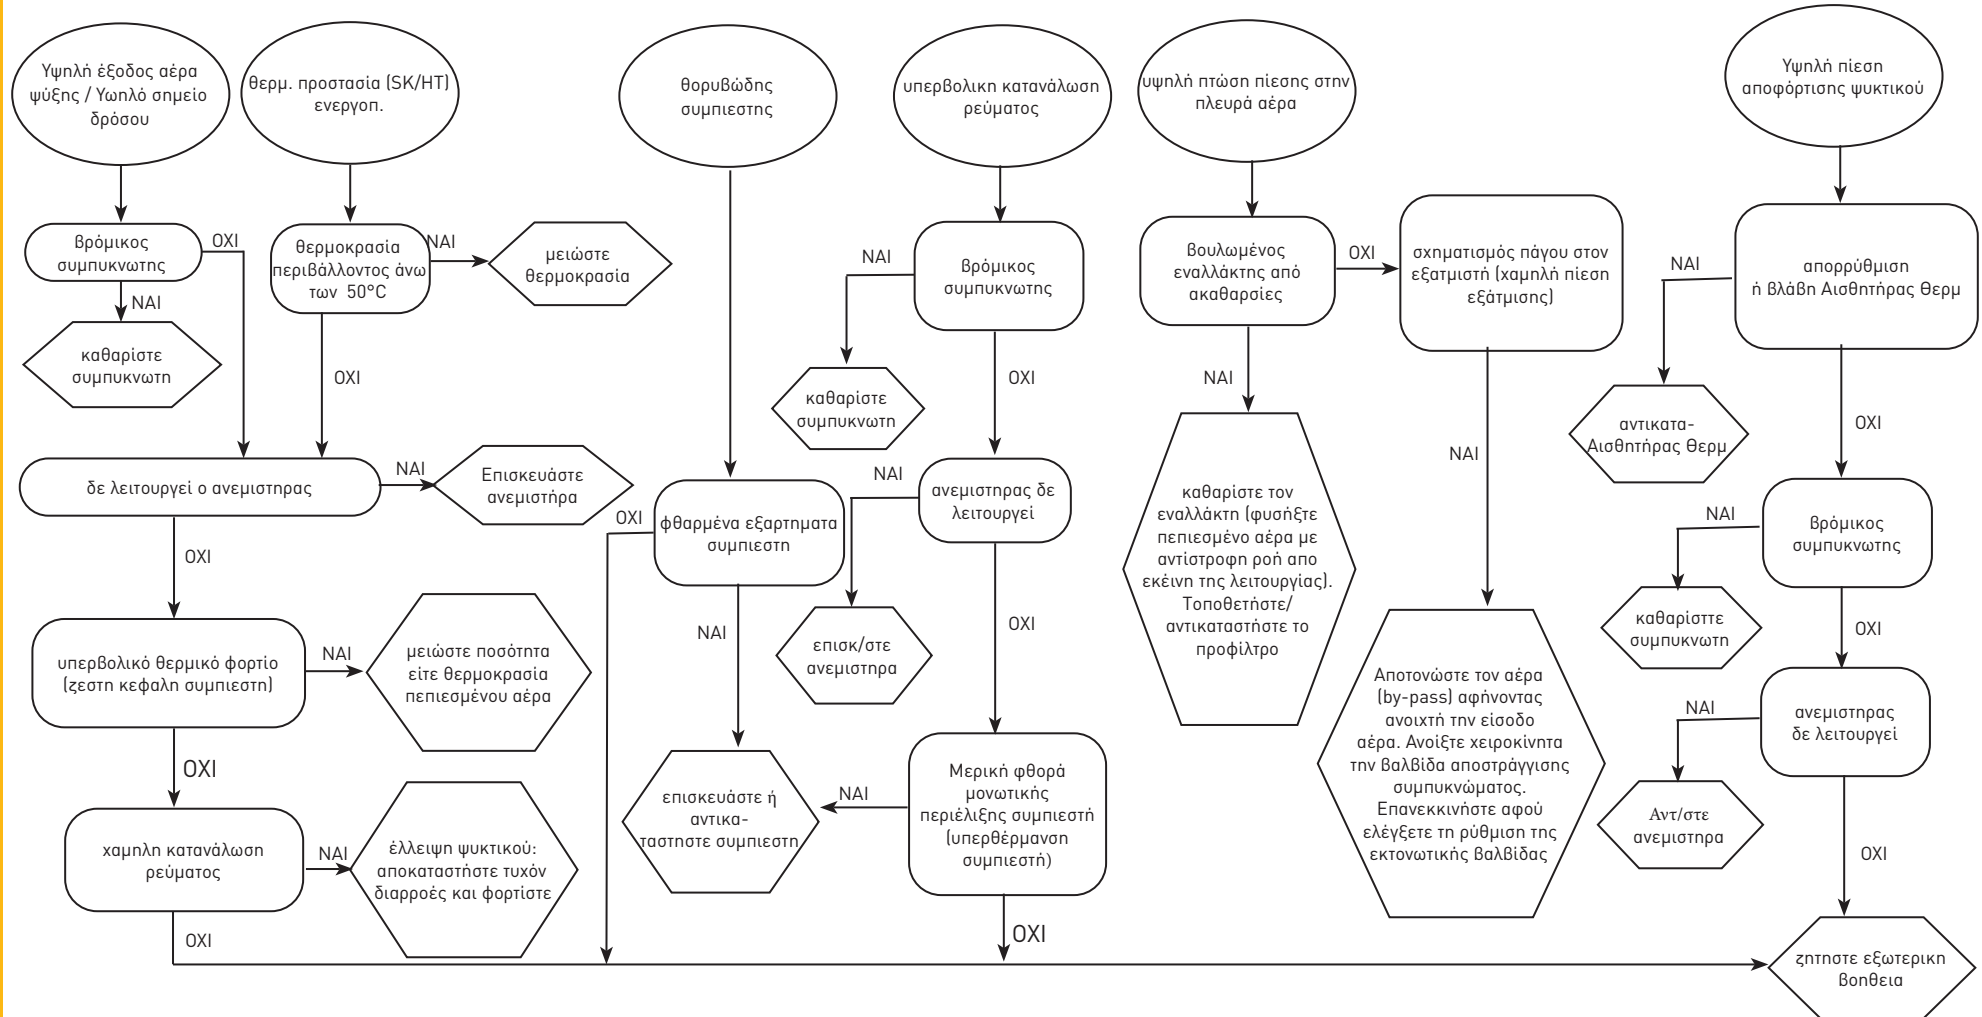 Υψηλή έξοδος αέρα
ψύξης / Υωηλό σημείο
δρόσου
θερμ. προστασία (SK/HT)
ενεργοπ.
θορυβώδης
συμπιεστης
υπερβολικη κατανάλωση
ρεύματος
υψηλή πτώση πίεσης στην
πλευρά αέρα
Υψηλή πίεση
αποφόρτισης ψυκτικού
βρόμικος
συμπυκνωτης
ΟΧΙ
ΝΑΙ
καθαρίστε
συμπυκνωτη
θερμοκρασία
περιβάλλοντος άνω
των 50°C
ΝΑΙ
μειώστε
θερμοκρασία
ΟΧΙ
δε λειτουργεί ο ανεμιστηρας
ΝΑΙ
Επισκευάστε
ανεμιστήρα
ΟΧΙ
υπερβολικό θερμικό φορτίο
(ζεστη κεφαλη συμπιεστη)
ΝΑΙ
μειώστε ποσότητα
είτε θερμοκρασία
πεπιεσμένου αέρα
ΟΧΙ
χαμηλη κατανάλωση
ρεύματος
ΝΑΙ
έλλειψη ψυκτικού:
αποκαταστήστε τυχόν
διαρροές και φορτίστε
ΟΧΙ
φθαρμένα εξαρτηματα
συμπιεστη
ΟΧΙ
ΝΑΙ
επισκευάστε ή
αντικα-
ταστηστε συμπιεστη
βρόμικος
συμπυκνωτης
ΝΑΙ
καθαρίστε
συμπυκνωτη
ΟΧΙ
ανεμιστηρας δε
λειτουργεί
ΝΑΙ
επισκ/στε
ανεμιστηρα
ΟΧΙ
Μερική φθορά
μονωτικής
περιέλιξης συμπιεστή
(υπερθέρμανση
συμπιεστή)
ΝΑΙ
ΟΧΙ
βουλωμένος
εναλλάκτης από
ακαθαρσίες
ΟΧΙ
ΝΑΙ
καθαρίστε τον
εναλλάκτη (φυσήξτε
πεπιεσμένο αέρα με
αντίστροφη ροή απο
εκέινη της λειτουργίας).
Τοποθετήστε/
αντικαταστήστε το
προφίλτρο
σχηματισμός πάγου στον
εξατμιστή (χαμηλή πίεση
εξάτμισης)
ΝΑΙ
Αποτονώστε τον αέρα
(by-pass) αφήνοντας
ανοιχτή την είσοδο
αέρα. Ανοίξτε χειροκίνητα
την βαλβίδα αποστράγγισης
συμπυκνώματος.
Επανεκκινήστε αφού
ελέγξετε τη ρύθμιση της
εκτονωτικής βαλβίδας
απορρύθμιση
ή βλάβη Αισθητήρας Θερμ
ΝΑΙ
αντικατα-
Αισθητήρας Θερμ
ΟΧΙ
βρόμικος
συμπυκνωτης
ΝΑΙ
καθαρίσττε
συμπυκνωτη
ΟΧΙ
ανεμιστηρας
δε λειτουργεί
ΝΑΙ
Αντ/στε
ανεμιστηρα
ΟΧΙ
ζητηστε εξωτερικη
βοηθεια